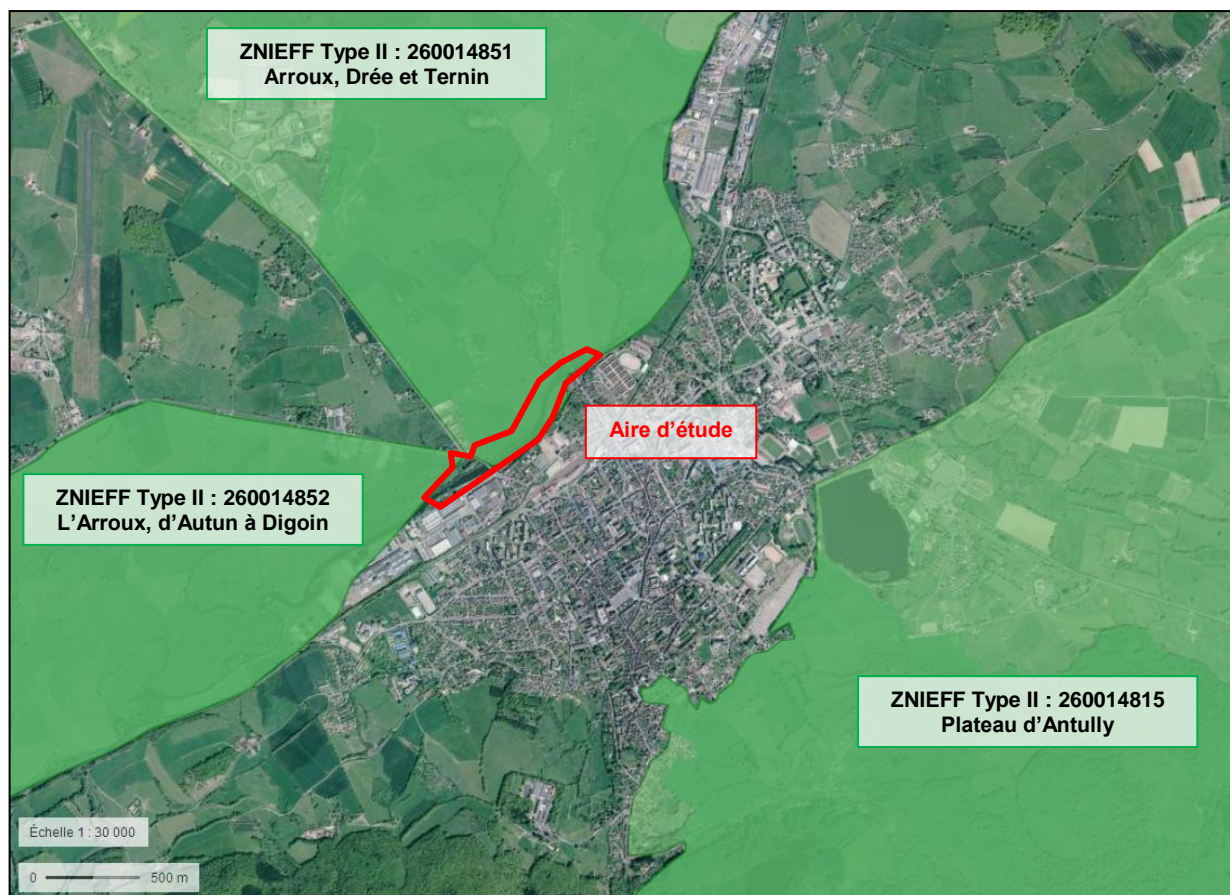 ZNIEFF Type II : 260014851
Arroux, Drée et Ternin
Aire d'étude
ZNIEFF Type II : 260014852
L'Arroux, d'Autun à Digoin
ZNIEFF Type II : 260014815
Plateau d'Antully
Échelle 1 : 30 000
0 500 m